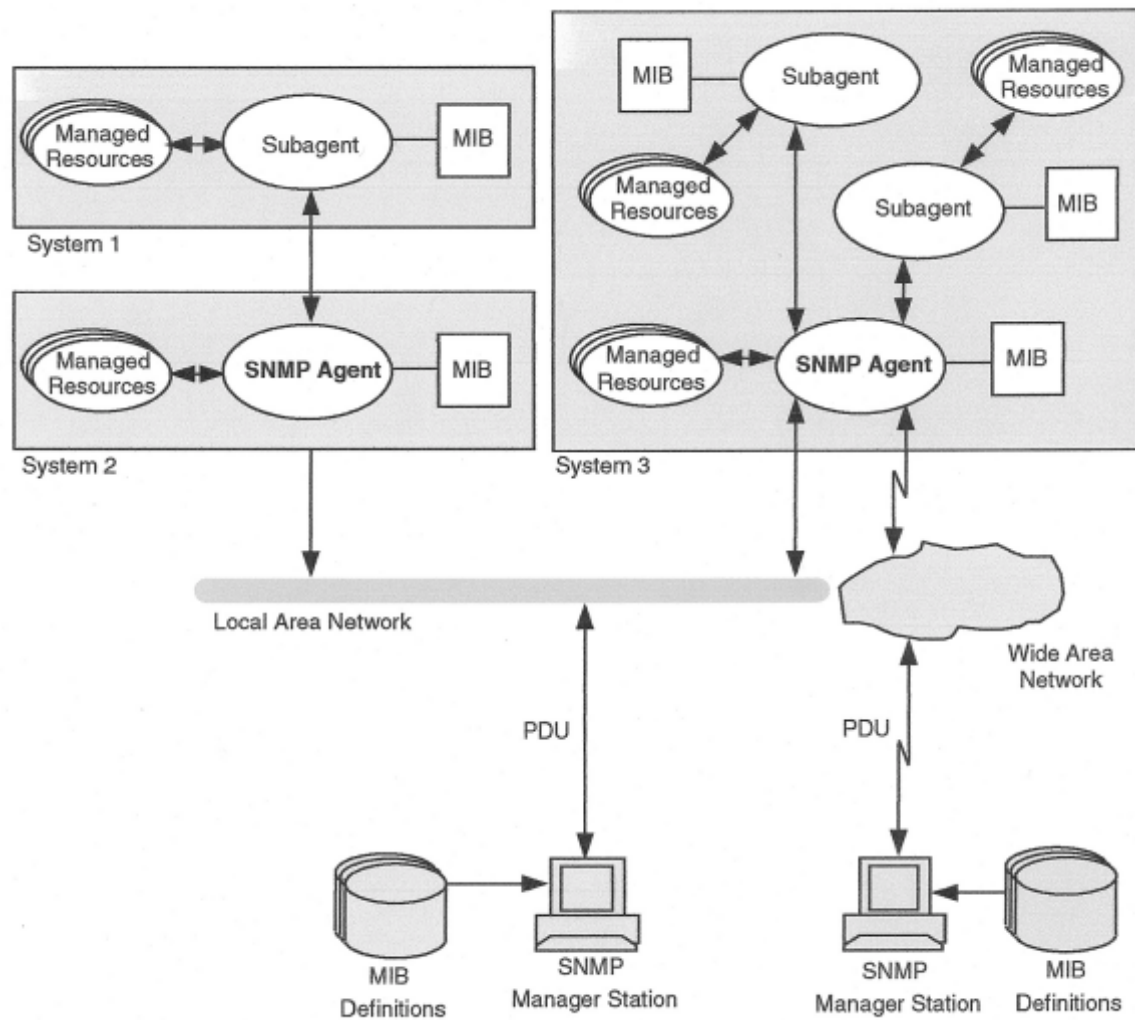 Managed
Resources
Subagent
MIB
System 1
Managed
Resources
SNMP Agent
MIB
System 2
MIB
Subagent
Managed
Resources
Managed
Resources
Subagent
MIB
Managed
Resources
SNMP Agent
MIB
System 3
Local Area Network
Wide Area
Network
PDU
PDU
MIB
Definitions
SNMP
Manager Station
SNMP
Manager Station
MIB
Definitions